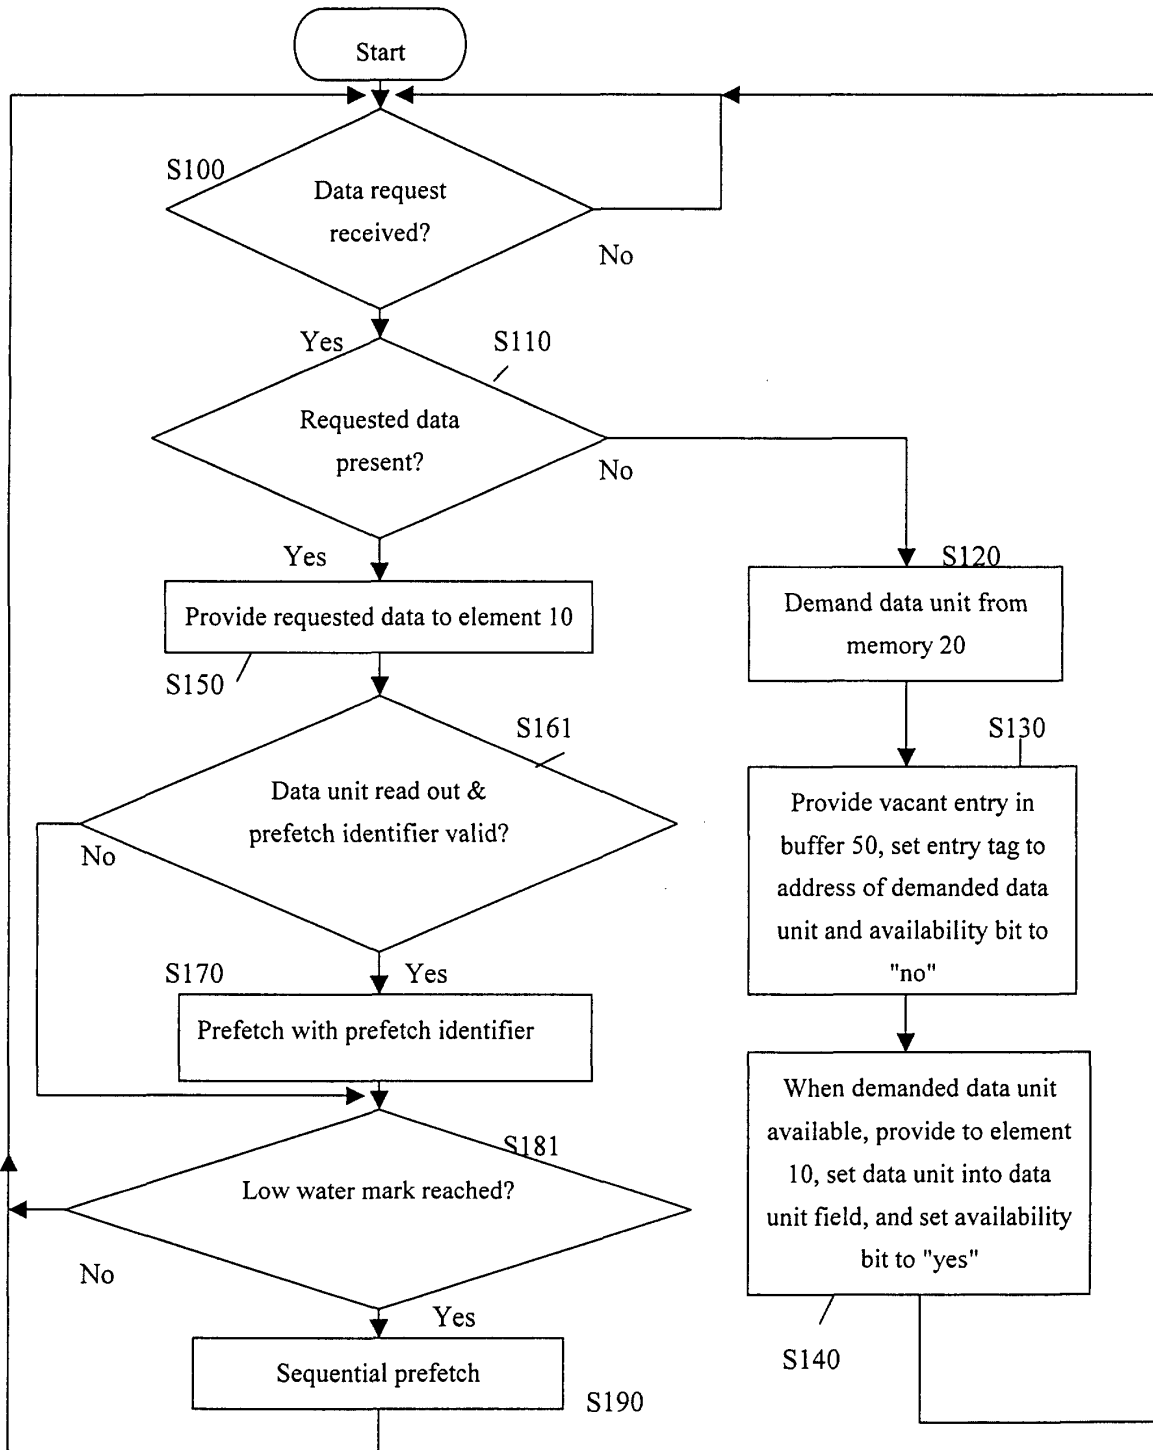 Start
S100
Data request
received?
No
Yes
S110
Requested data
present?
No
Yes
S120
Provide requested data to element 10
Demand data unit from
memory 20
S150
S161
S130
Data unit read out &
prefetch identifier valid?
No
Provide vacant entry in
buffer 50, set entry tag to
address of demanded data
unit and availability bit to
"no"
S170
Yes
Prefetch with prefetch identifier
When demanded data unit
available, provide to element
10, set data unit into data
unit field, and set availability
bit to "yes"
S181
Low water mark reached?
No
Yes
S140
Sequential prefetch
S190